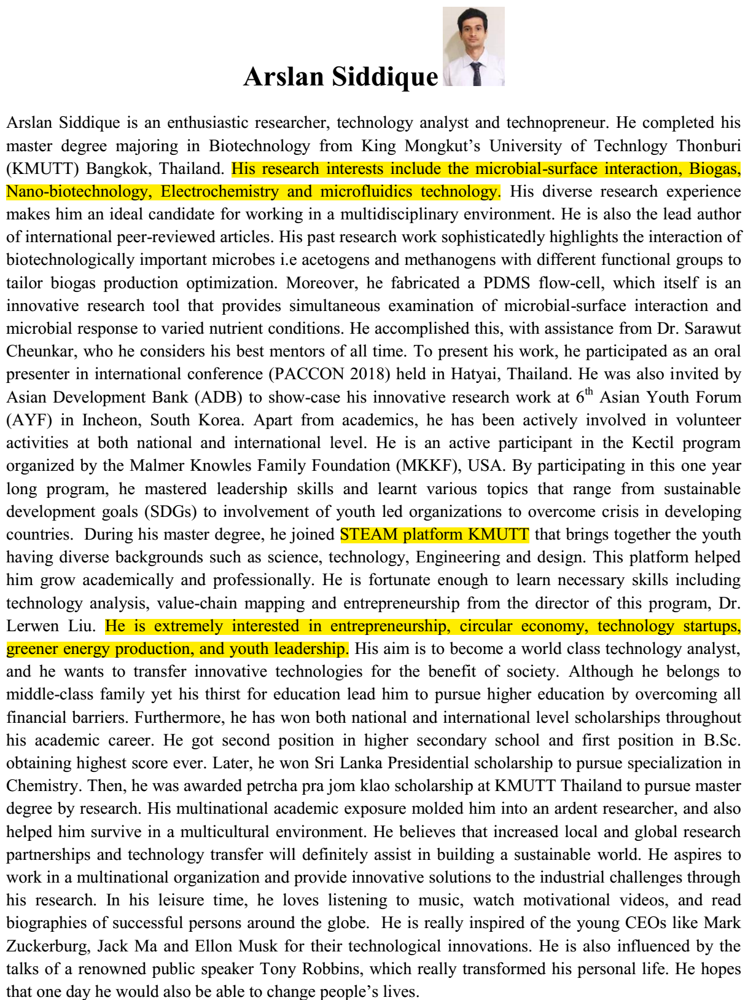 Arslan Siddique
Arslan Siddique is an enthusiastic researcher, technology analyst and technopreneur. He completed his
master degree majoring in Biotechnology from King Mongkut’s University of Technlogy Thonburi
(KMUTT) Bangkok, Thailand. His research interests include the microbial-surface interaction, Biogas,
Nano-biotechnology, Electrochemistry and microfluidics technology. His diverse research experience
makes him an ideal candidate for working in a multidisciplinary environment. He is also the lead author
of international peer-reviewed articles. His past research work sophisticatedly highlights the interaction of
biotechnologically important microbes i.e acetogens and methanogens with different functional groups to
tailor biogas production optimization. Moreover, he fabricated a PDMS flow-cell, which itself is an
innovative research tool that provides simultaneous examination of microbial-surface interaction and
microbial response to varied nutrient conditions. He accomplished this, with assistance from Dr. Sarawut
Cheunkar, who he considers his best mentors of all time. To present his work, he participated as an oral
presenter in international conference (PACCON 2018) held in Hatyai, Thailand. He was also invited by
Asian Development Bank (ADB) to show-case his innovative research work at 6th Asian Youth Forum
(AYF) in Incheon, South Korea. Apart from academics, he has been actively involved in volunteer
activities at both national and international level. He is an active participant in the Kectil program
organized by the Malmer Knowles Family Foundation (MKKF), USA. By participating in this one year
long program, he mastered leadership skills and learnt various topics that range from sustainable
development goals (SDGs) to involvement of youth led organizations to overcome crisis in developing
countries.  During his master degree, he joined STEAM platform KMUTT that brings together the youth
having diverse backgrounds such as science, technology, Engineering and design. This platform helped
him grow academically and professionally. He is fortunate enough to learn necessary skills including
technology analysis, value-chain mapping and entrepreneurship from the director of this program, Dr.
Lerwen Liu. He is extremely interested in entrepreneurship, circular economy, technology startups,
greener energy production, and youth leadership. His aim is to become a world class technology analyst,
and he wants to transfer innovative technologies for the benefit of society. Although he belongs to
middle-class family yet his thirst for education lead him to pursue higher education by overcoming all
financial barriers. Furthermore, he has won both national and international level scholarships throughout
his academic career. He got second position in higher secondary school and first position in B.Sc.
obtaining highest score ever. Later, he won Sri Lanka Presidential scholarship to pursue specialization in
Chemistry. Then, he was awarded petrcha pra jom klao scholarship at KMUTT Thailand to pursue master
degree by research. His multinational academic exposure molded him into an ardent researcher, and also
helped him survive in a multicultural environment. He believes that increased local and global research
partnerships and technology transfer will definitely assist in building a sustainable world. He aspires to
work in a multinational organization and provide innovative solutions to the industrial challenges through
his research. In his leisure time, he loves listening to music, watch motivational videos, and read
biographies of successful persons around the globe.  He is really inspired of the young CEOs like Mark
Zuckerburg, Jack Ma and Ellon Musk for their technological innovations. He is also influenced by the
talks of a renowned public speaker Tony Robbins, which really transformed his personal life. He hopes
that one day he would also be able to change people’s lives.